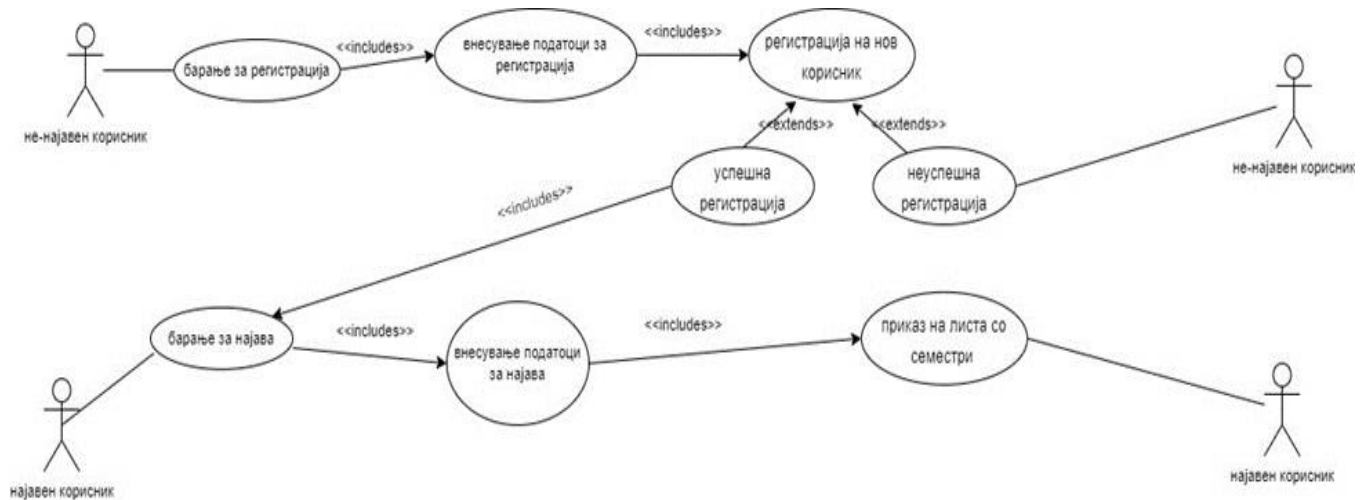 <<includes>>
<<includes>>
барање за регистрација
внесување податоци за
регистрација
регистрација на нов
корисник
не-најавен корисник
<<extends>>
<<extends>>
не-најавен корисник
успешна
регистрација
неуспешна
регистрација
<<includes>>
барање за најава
<<includes>>
внесување податоци
за најава
<<includes>>
приказ на листа со
семестри
најавен корисник
најавен корисник